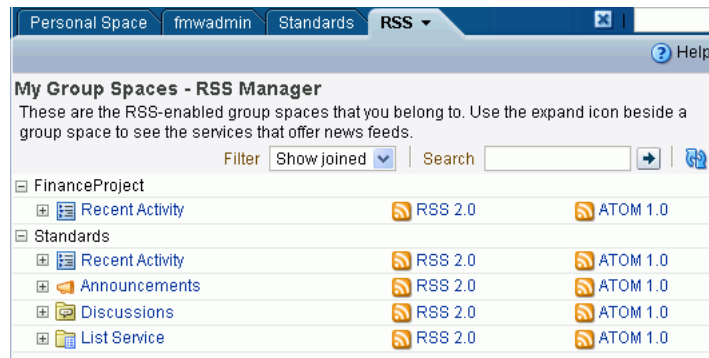 Personal Space fmwadmin Standards RSS
Help
My Group Spaces - RSS Manager
These are the RSS-enabled group spaces that you belong to. Use the expand icon beside a
group space to see the services that offer news feeds.
Filter Show joined Search
FinanceProject
Recent Activity RSS 2.0 ATOM 1.0
Standards
Recent Activity RSS 2.0 ATOM 1.0
Announcements RSS 2.0 ATOM 1.0
Discussions RSS 2.0 ATOM 1.0
List Service RSS 2.0 ATOM 1.0